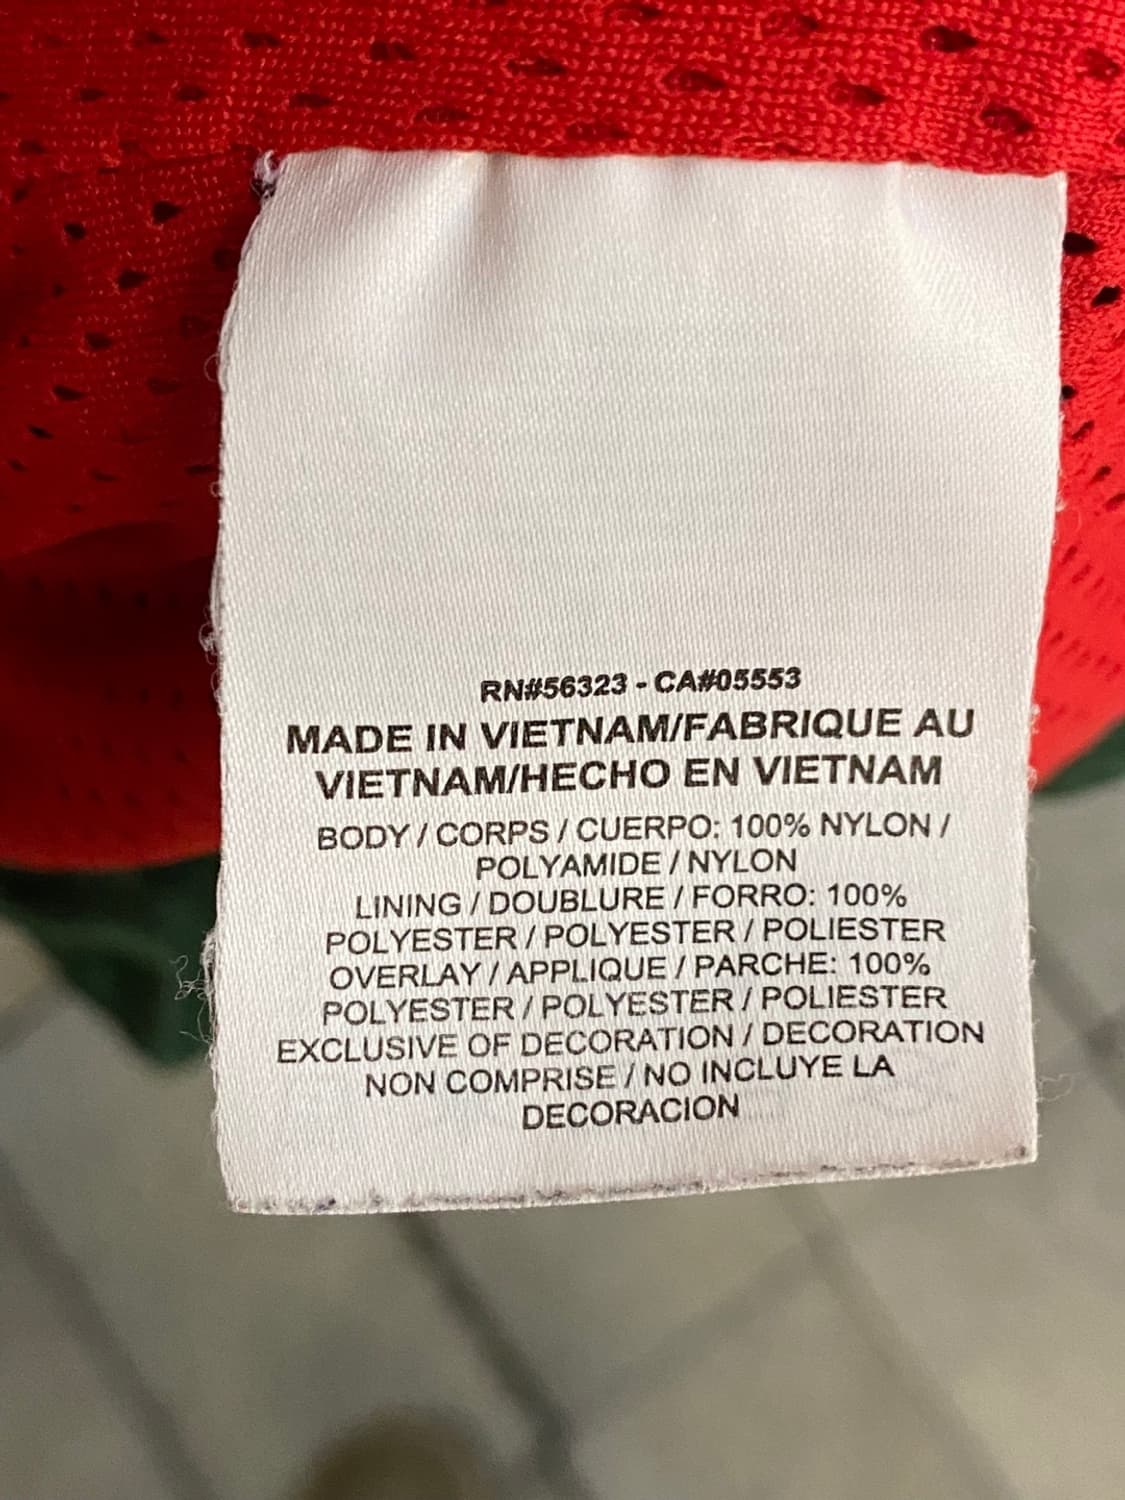 RN#56323 - CA#05553
MADE IN VIETNAM/FABRIQUE AU
VIETNAM/HECHO EN VIETNAM
BODY / CORPS / CUERPO: 100% NYLON /
POLYAMIDE / NYLON
LINING / DOUBLURE / FORRO: 100%
POLYESTER / POLYESTER / POLIESTER
OVERLAY / APPLIQUE / PARCHE: 100%
POLYESTER / POLYESTER / POLIESTER
EXCLUSIVE OF DECORATION / DECORATION
NON COMPRISE / NO INCLUYE LA
DECORACION